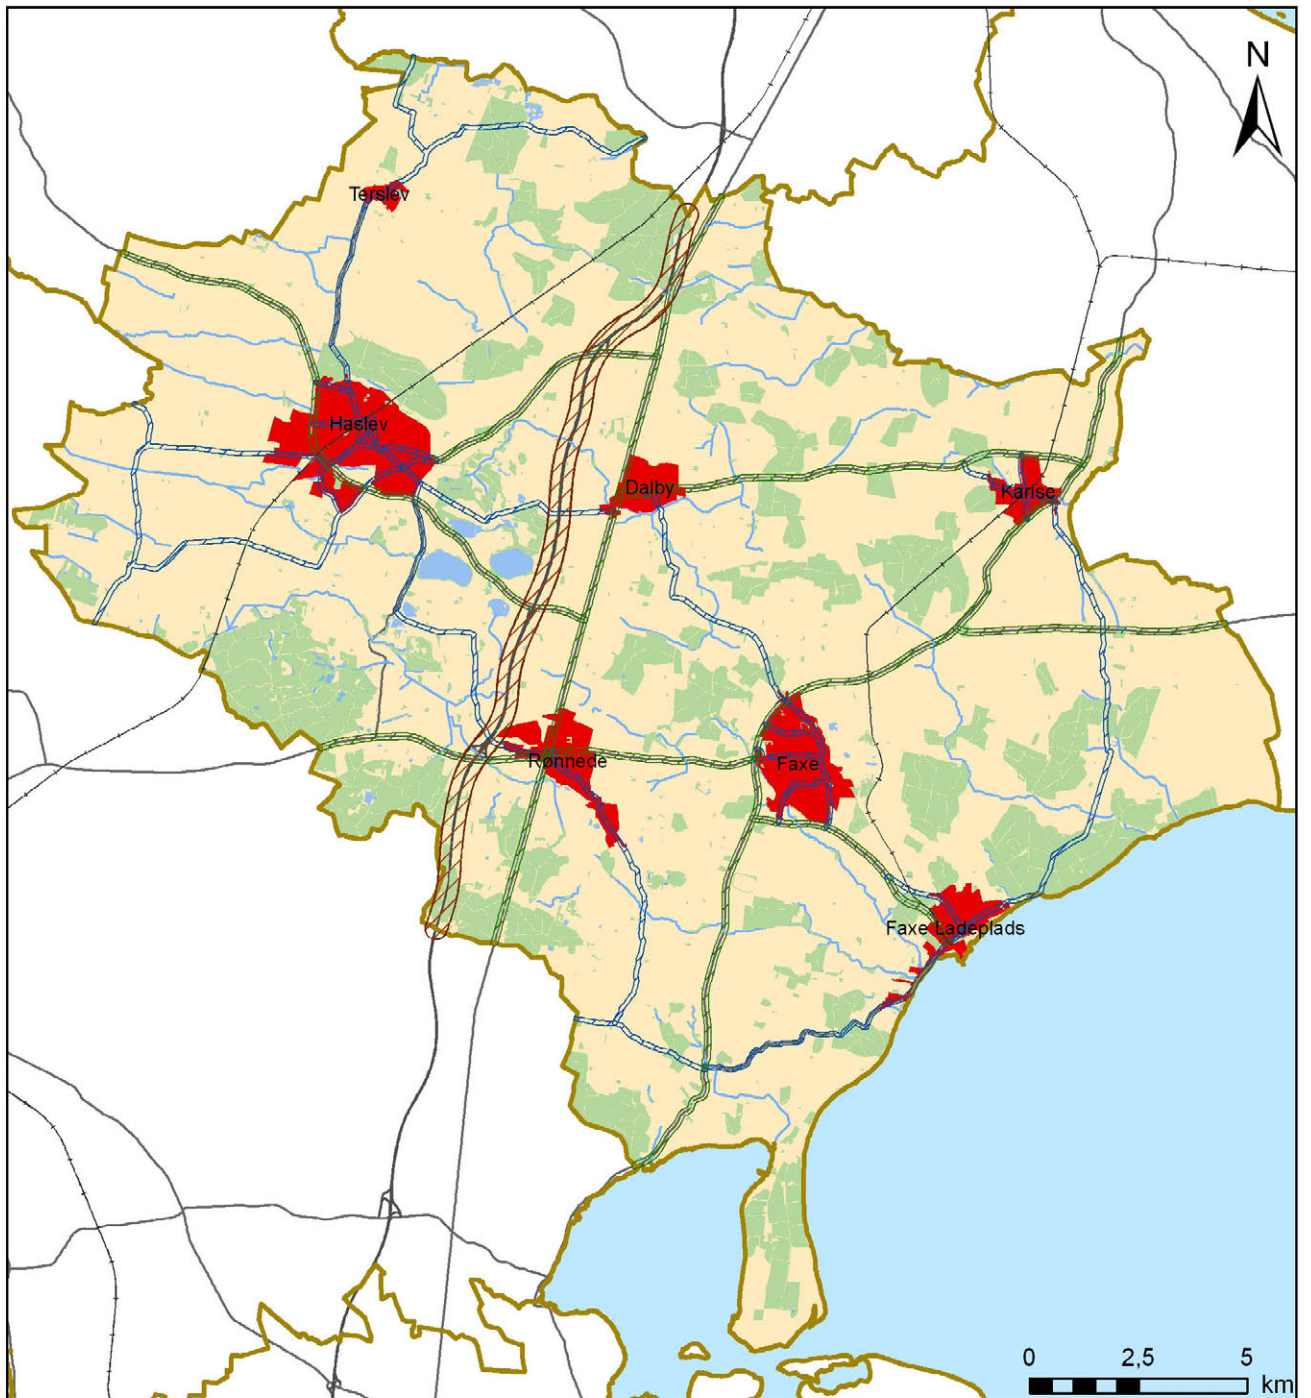 N
Terslev
Haslev
Dalby
Karise
Rønnede
Faxe
Faxe Ladeplads
0 2,5 5
km